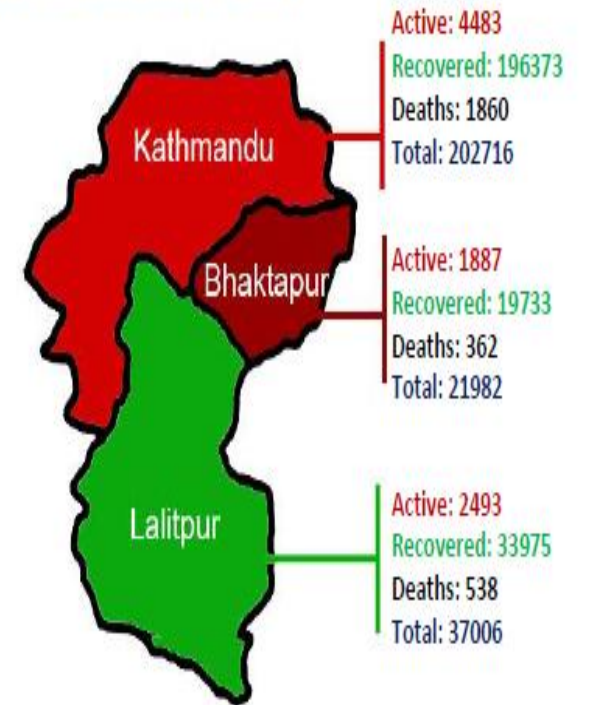 Active: 4483
Recovered: 196373
Deaths: 1860
Total: 202716
Kathmandu
Active: 1887
Recovered: 19733
Deaths: 362
Total: 21982
Bhaktapur
Active: 2493
Recovered: 33975
Deaths: 538
Total: 37006
Lalitpur